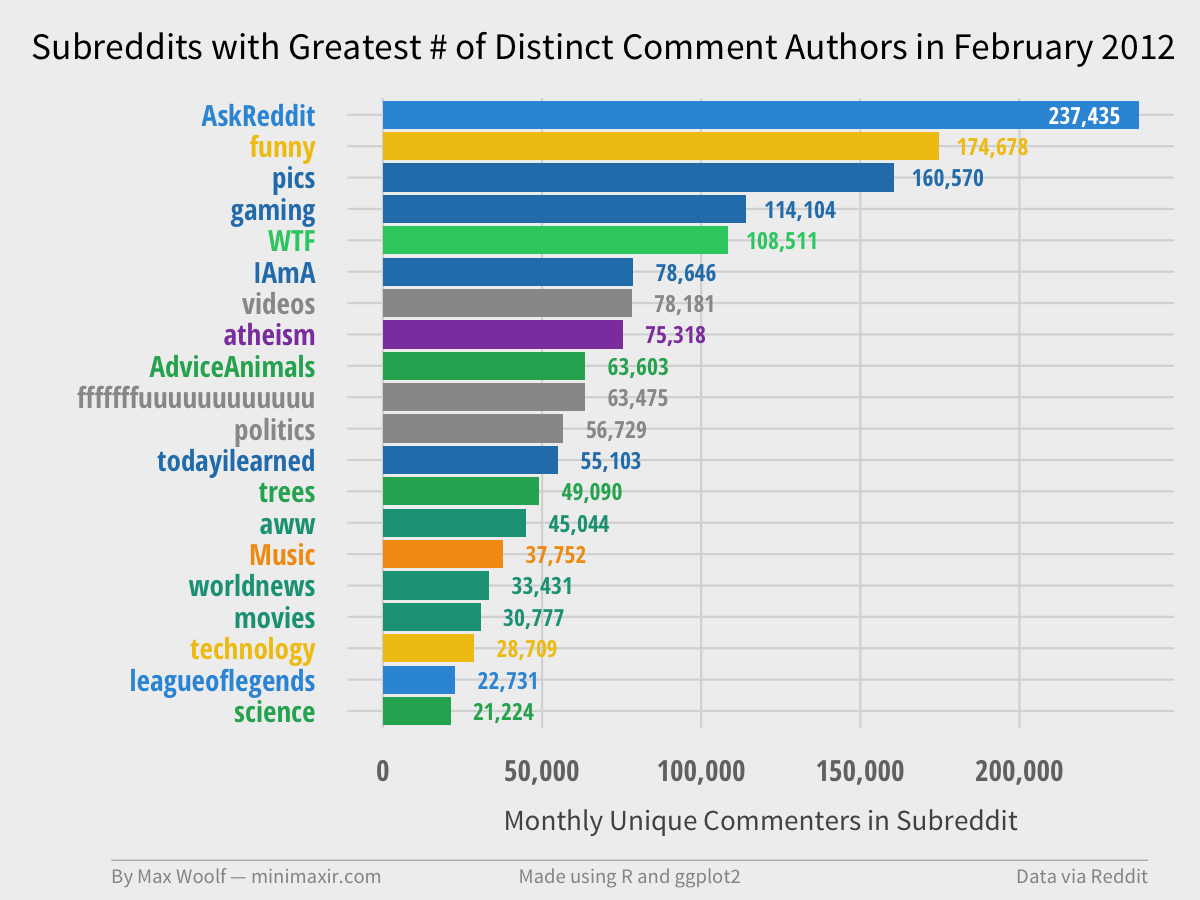 Subreddits with Greatest # of Distinct Comment Authors in February 2012
AskReddit 237,435
funny 174,678
pics 160,570
gaming 114,104
WTF 108,511
IAmA 78,646
videos 78,181
atheism 75,318
AdviceAnimals 63,603
fffffffuuuuuuuuuuuu 63,475
politics 56,729
todayilearned 55,103
trees 49,090
aww 45,044
Music 37,752
worldnews 33,431
movies 30,777
technology 28,709
leagueoflegends 22,731
science 21,224
0 50,000 100,000 150,000 200,000
Monthly Unique Commenters in Subreddit
By Max Woolf — minimaxir.com Made using R and ggplot2 Data via Reddit